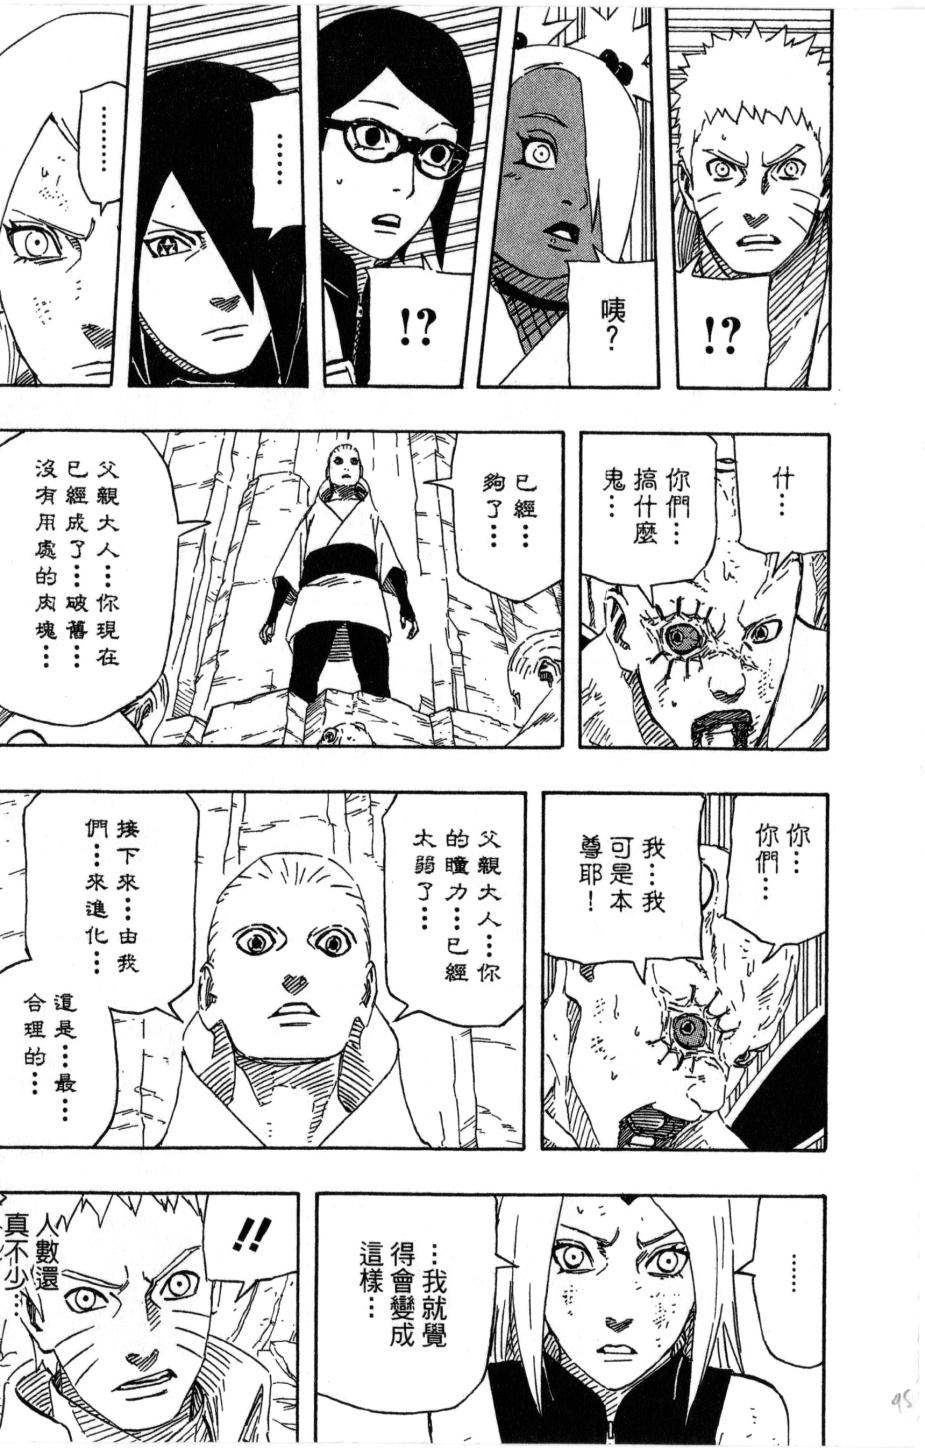 !?
咦？
!?
……
……
什…
你們…
搞什麼
鬼…
已經…
夠了…
父親大人…你現在
已經成了…破舊…
沒有用處的肉塊…
你…
你們…
我…我
可是本
尊耶！
父親大人…你
的瞳力…已經
太弱了…
接下來…由我
們…來進化…
這是…最…
合理的…
……
…我就覺
得會變成
這樣…
!!
人數還
真不少…
95